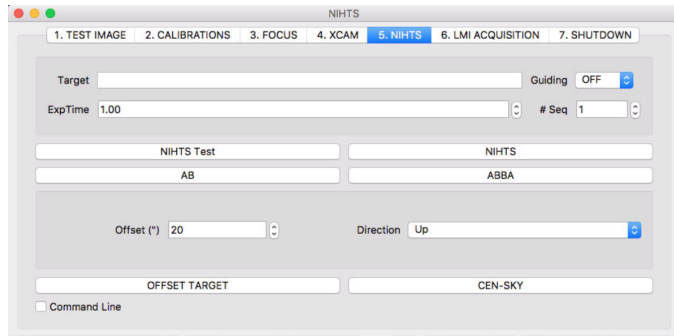 NIHTS
1. TEST IMAGE 2. CALIBRATIONS 3. FOCUS 4. XCAM 5. NIHTS 6. LMI ACQUISITION 7. SHUTDOWN
Target Guiding OFF
ExpTime 1.00 # Seq 1
NIHTS Test NIHTS
AB ABBA
Offset (") 20 Direction Up
OFFSET TARGET CEN-SKY
Command Line